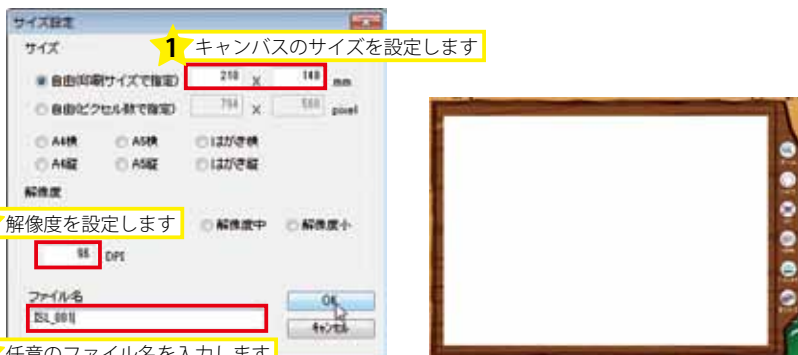 サイズ設定
1 キャンバスのサイズを設定します
サイズ
自由(印刷サイズで指定) 210 X 148 mm
自由(ピクセル数で指定) 794 X pixel
A4横 A5横 はがき横
A4縦 A5縦 はがき縦
解像度
解像度を設定します 解像度中 解像度小
96 DPI
ファイル名
ISL_001
OK
キャンセル
任意のファイル名を入力します